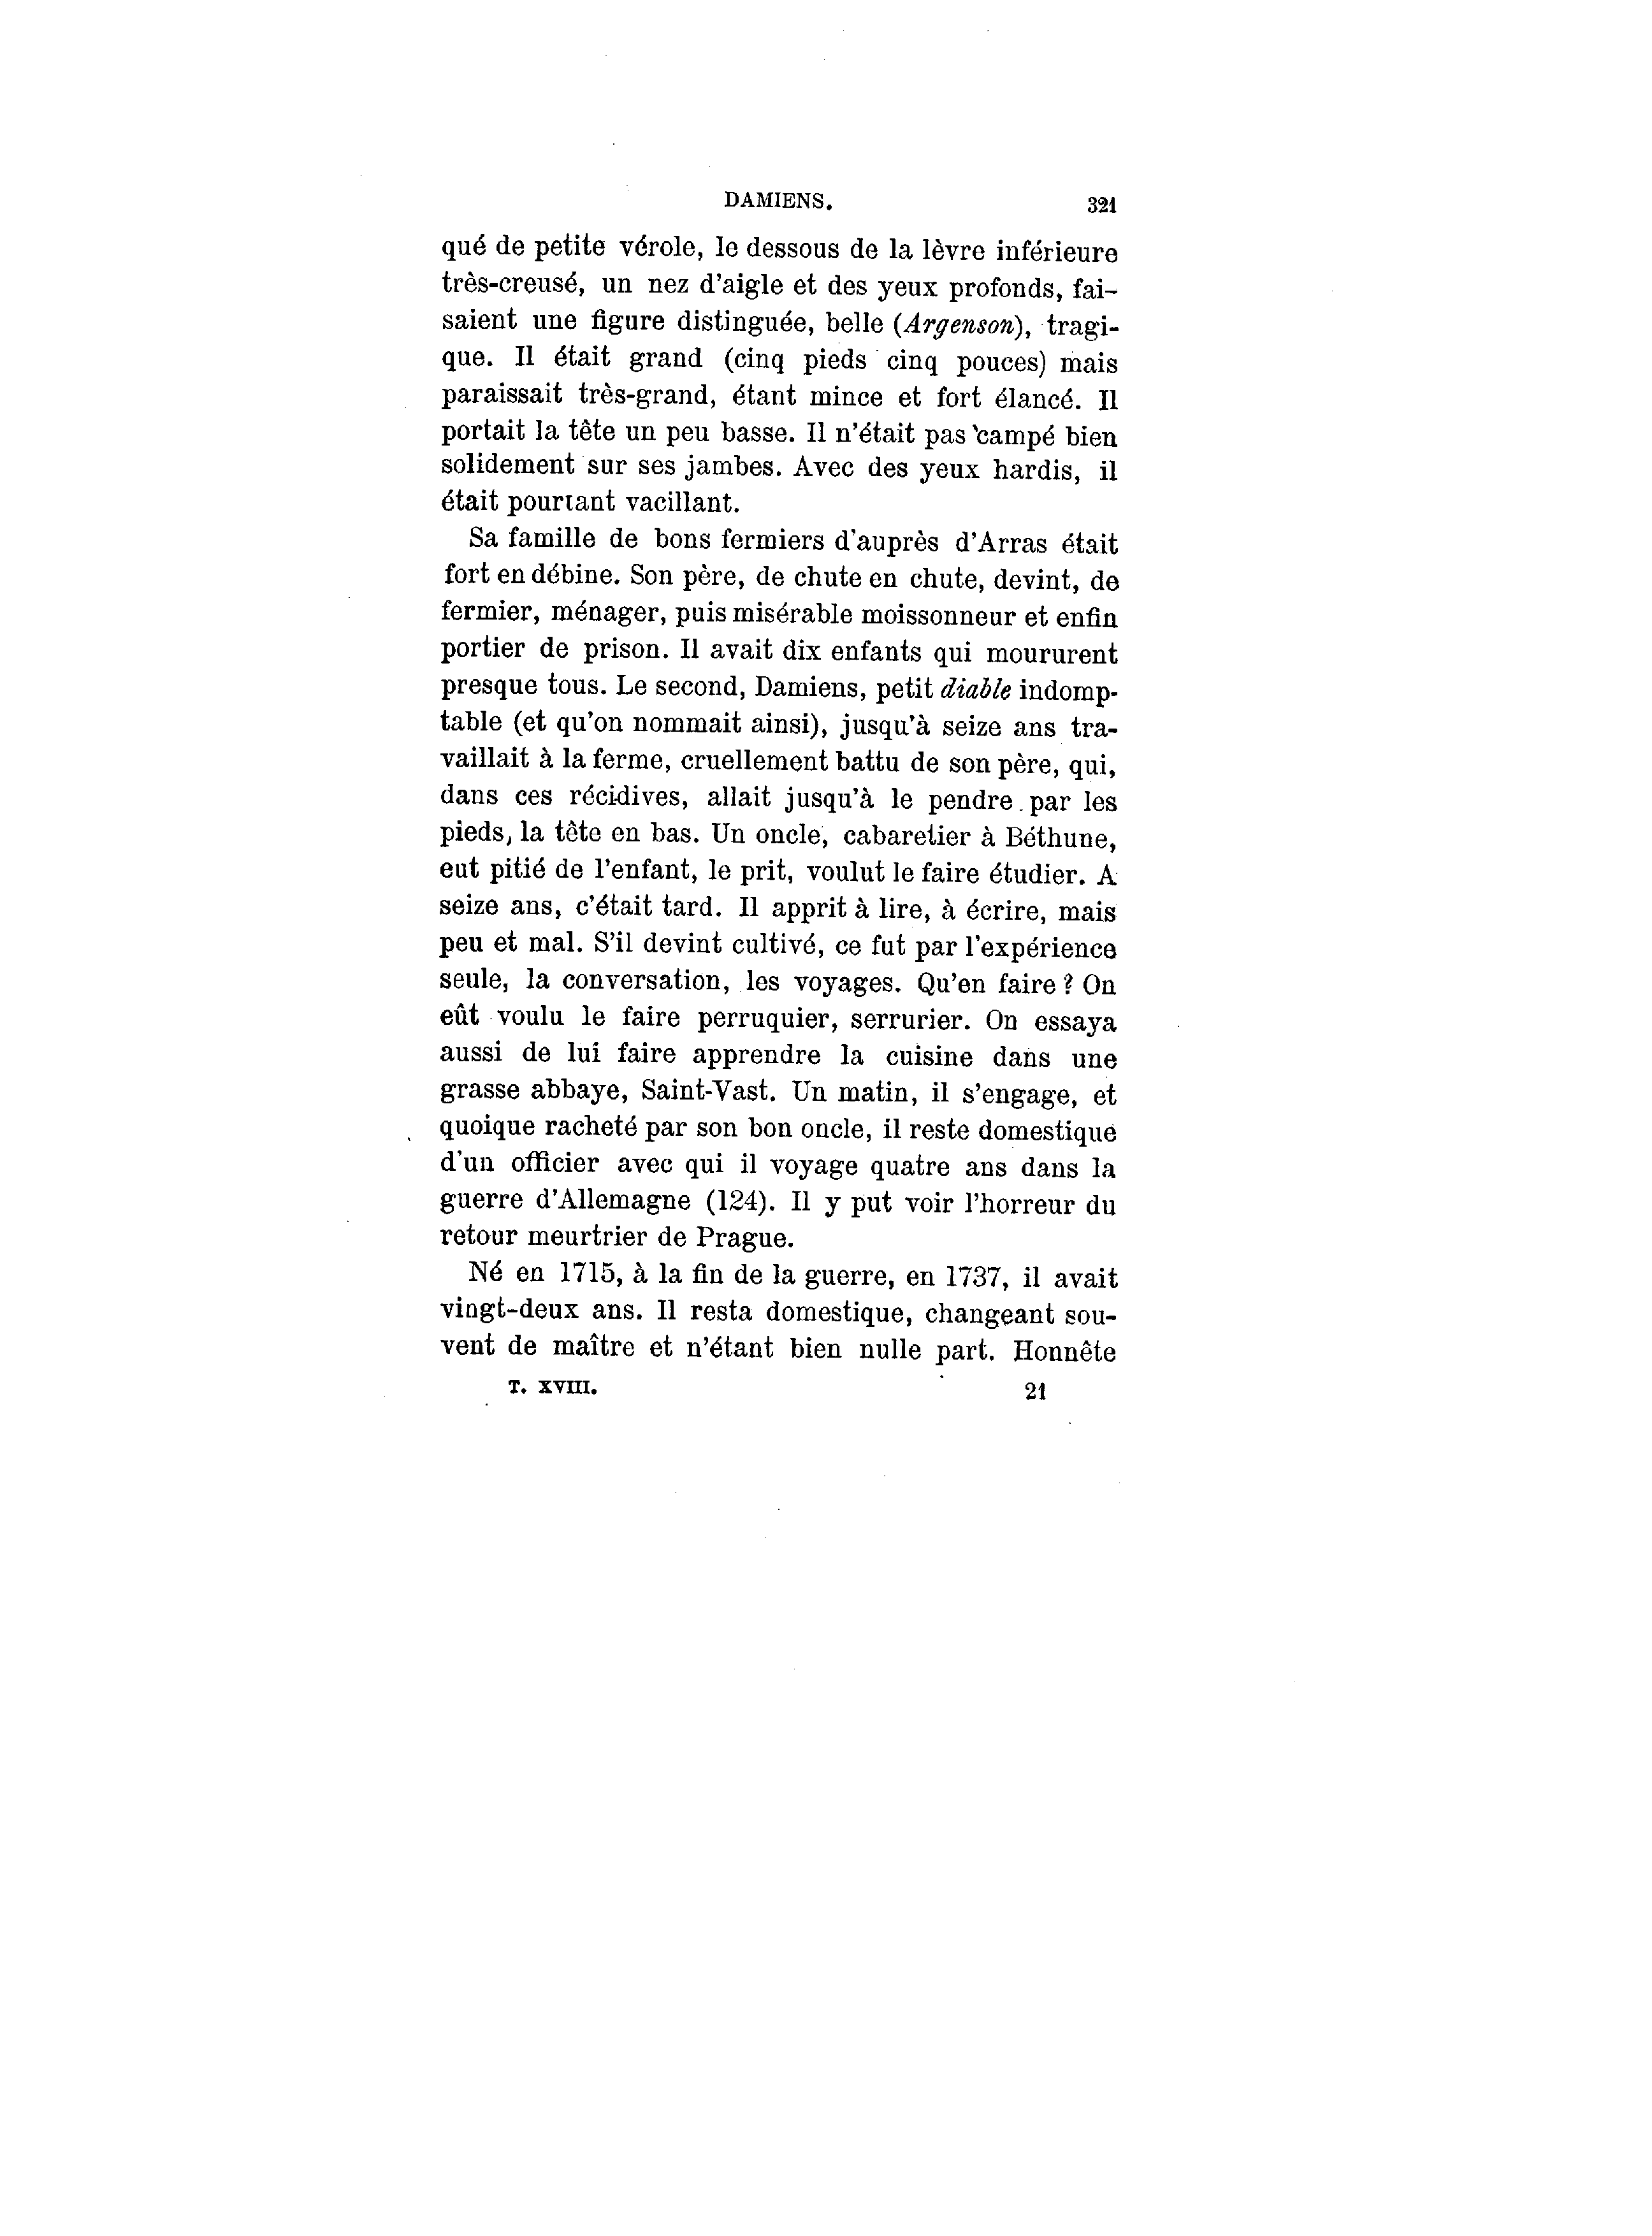 DAMIENS. 321
qué de petite vérole, le dessous de la lèvre inférieure
très-creusé, un nez d'aigle et des yeux profonds, fai-
saient une figure distinguée, belle (Argenson), tragi-
que. Il était grand (cinq pieds cinq pouces) mais
paraissait très-grand, étant mince et fort élancé. Il
portait la tête un peu basse. Il n'était pas campé bien
solidement sur ses jambes. Avec des yeux hardis, il
était pourtant vacillant.
Sa famille de bons fermiers d'auprès d'Arras était
fort en débine. Son père, de chute en chute, devint, de
fermier, ménager, puis misérable moissonneur et enfin
portier de prison. Il avait dix enfants qui moururent
presque tous. Le second, Damiens, petit diable indomp-
table (et qu'on nommait ainsi), jusqu'à seize ans tra-
vaillait à la ferme, cruellement battu de son père, qui,
dans ces récidives, allait jusqu'à le pendre par les
pieds, la tête en bas. Un oncle, cabaretier à Béthune,
eut pitié de l'enfant, le prit, voulut le faire étudier. A
seize ans, c'était tard. Il apprit à lire, à écrire, mais
peu et mal. S'il devint cultivé, ce fut par l'expérience
seule, la conversation, les voyages. Qu'en faire ? On
eût voulu le faire perruquier, serrurier. On essaya
aussi de lui faire apprendre la cuisine dans une
grasse abbaye, Saint-Vast. Un matin, il s'engage, et
quoique racheté par son bon oncle, il reste domestique
d'un officier avec qui il voyage quatre ans dans la
guerre d'Allemagne (124). Il y put voir l'horreur du
retour meurtrier de Prague.
Né en 1715, à la fin de la guerre, en 1737, il avait
vingt-deux ans. Il resta domestique, changeant sou-
vent de maître et n'étant bien nulle part. Honnête
T. XVIII. 21